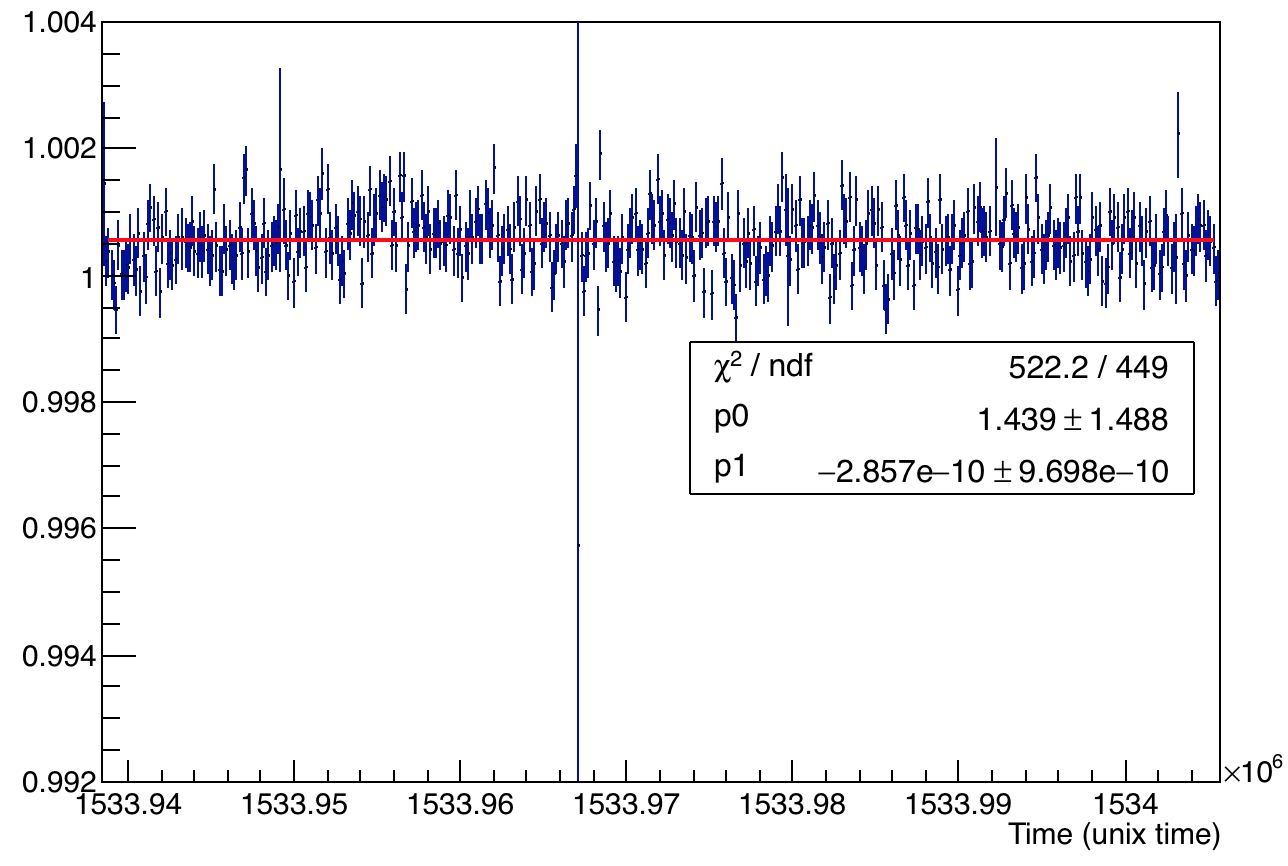 1.004
1.002
1
0.998
0.996
0.994
0.992
χ² / ndf 522.2 / 449
p0 1.439 ± 1.488
p1 −2.857e−10 ± 9.698e−10
1533.94 1533.95 1533.96 1533.97 1533.98 1533.99 1534 ×10⁶
Time (unix time)